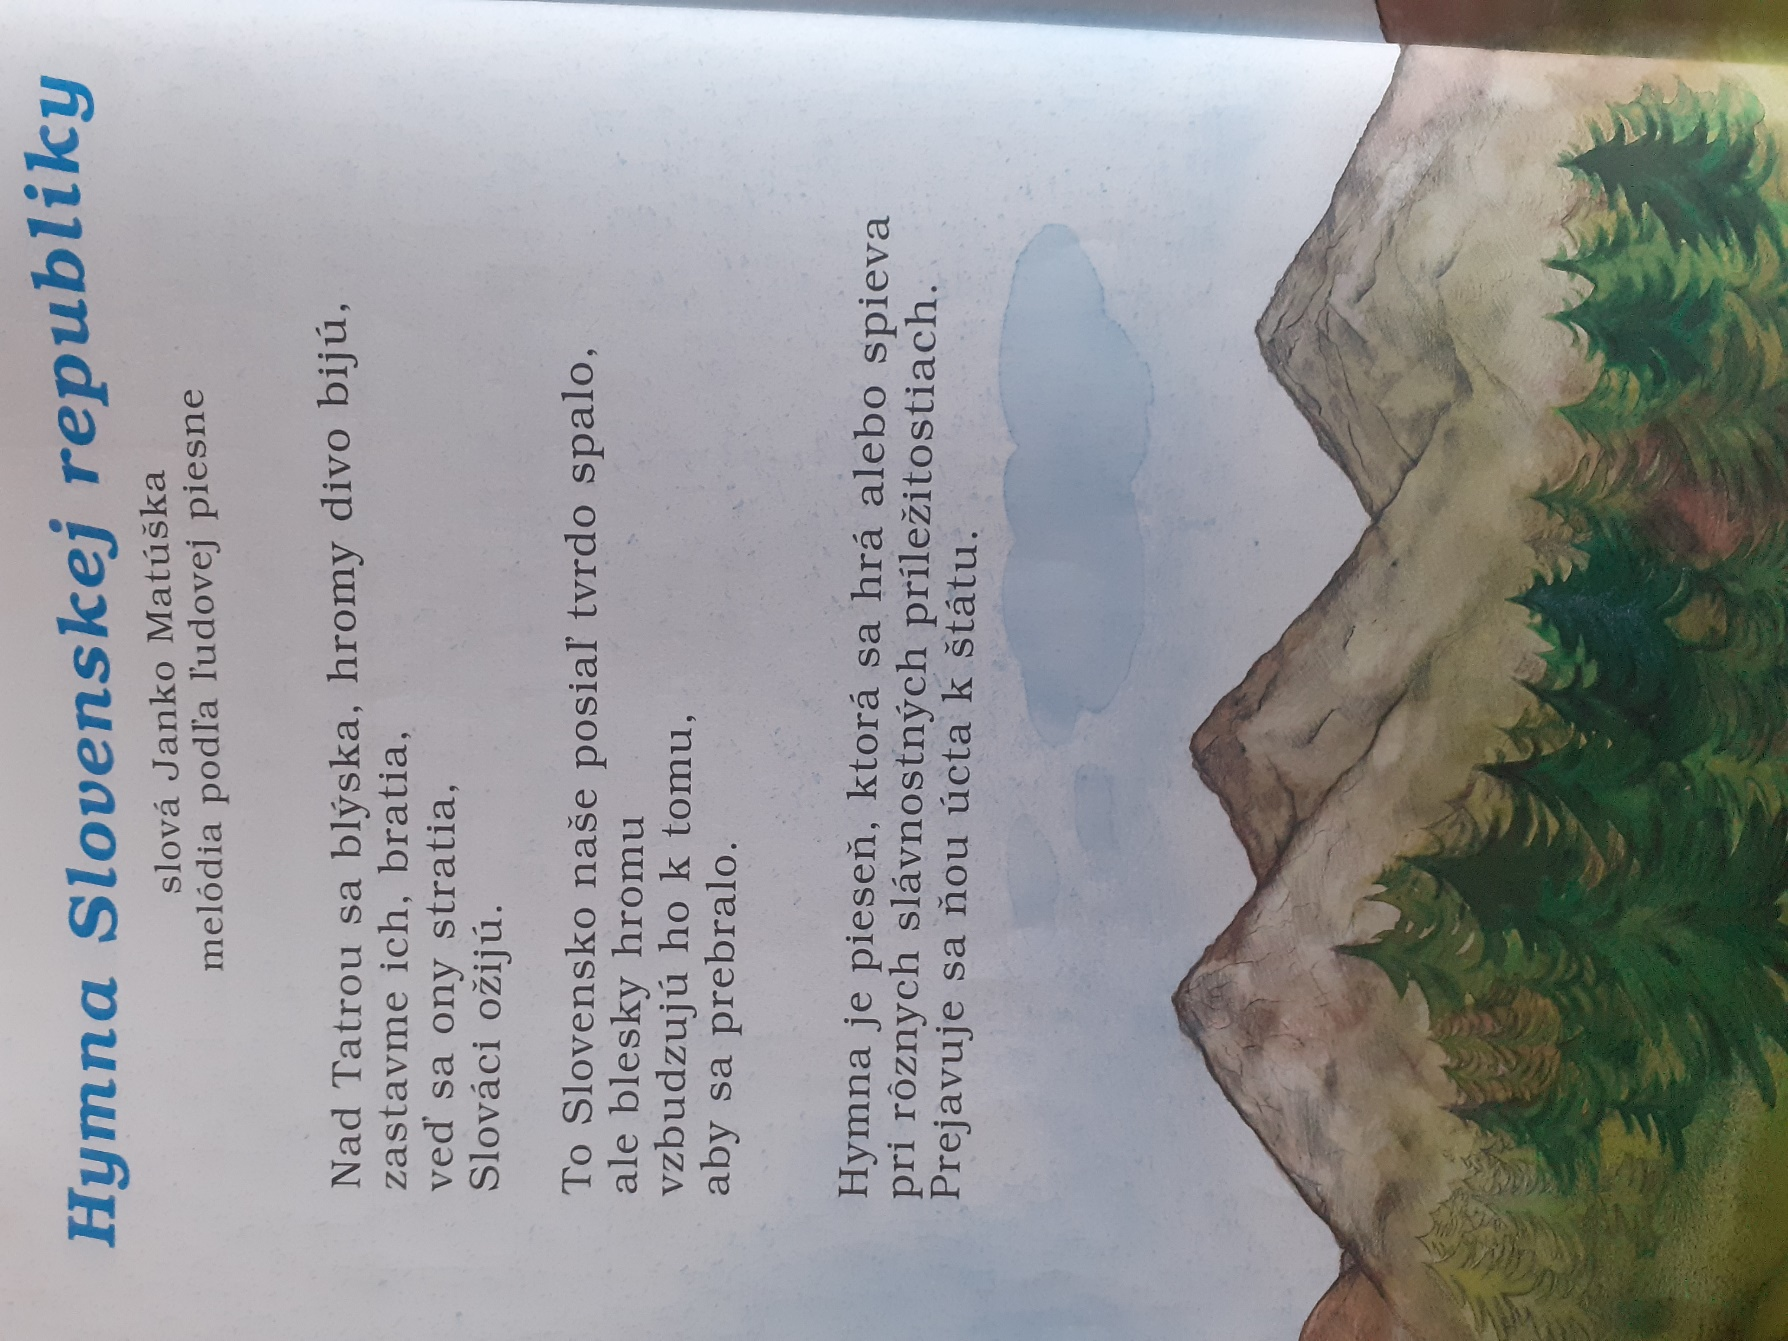 Hymna Slovenskej republiky
slová Janko Matúška
melódia podľa ľudovej piesne
Nad Tatrou sa blýska, hromy divo bijú,
zastavme ich, bratia,
veď sa ony stratia,
Slováci ožijú.
To Slovensko naše posiaľ tvrdo spalo,
ale blesky hromu
vzbudzujú ho k tomu,
aby sa prebralo.
Hymna je pieseň, ktorá sa hrá alebo spieva
pri rôznych slávnostných príležitostiach.
Prejavuje sa ňou úcta k štátu.